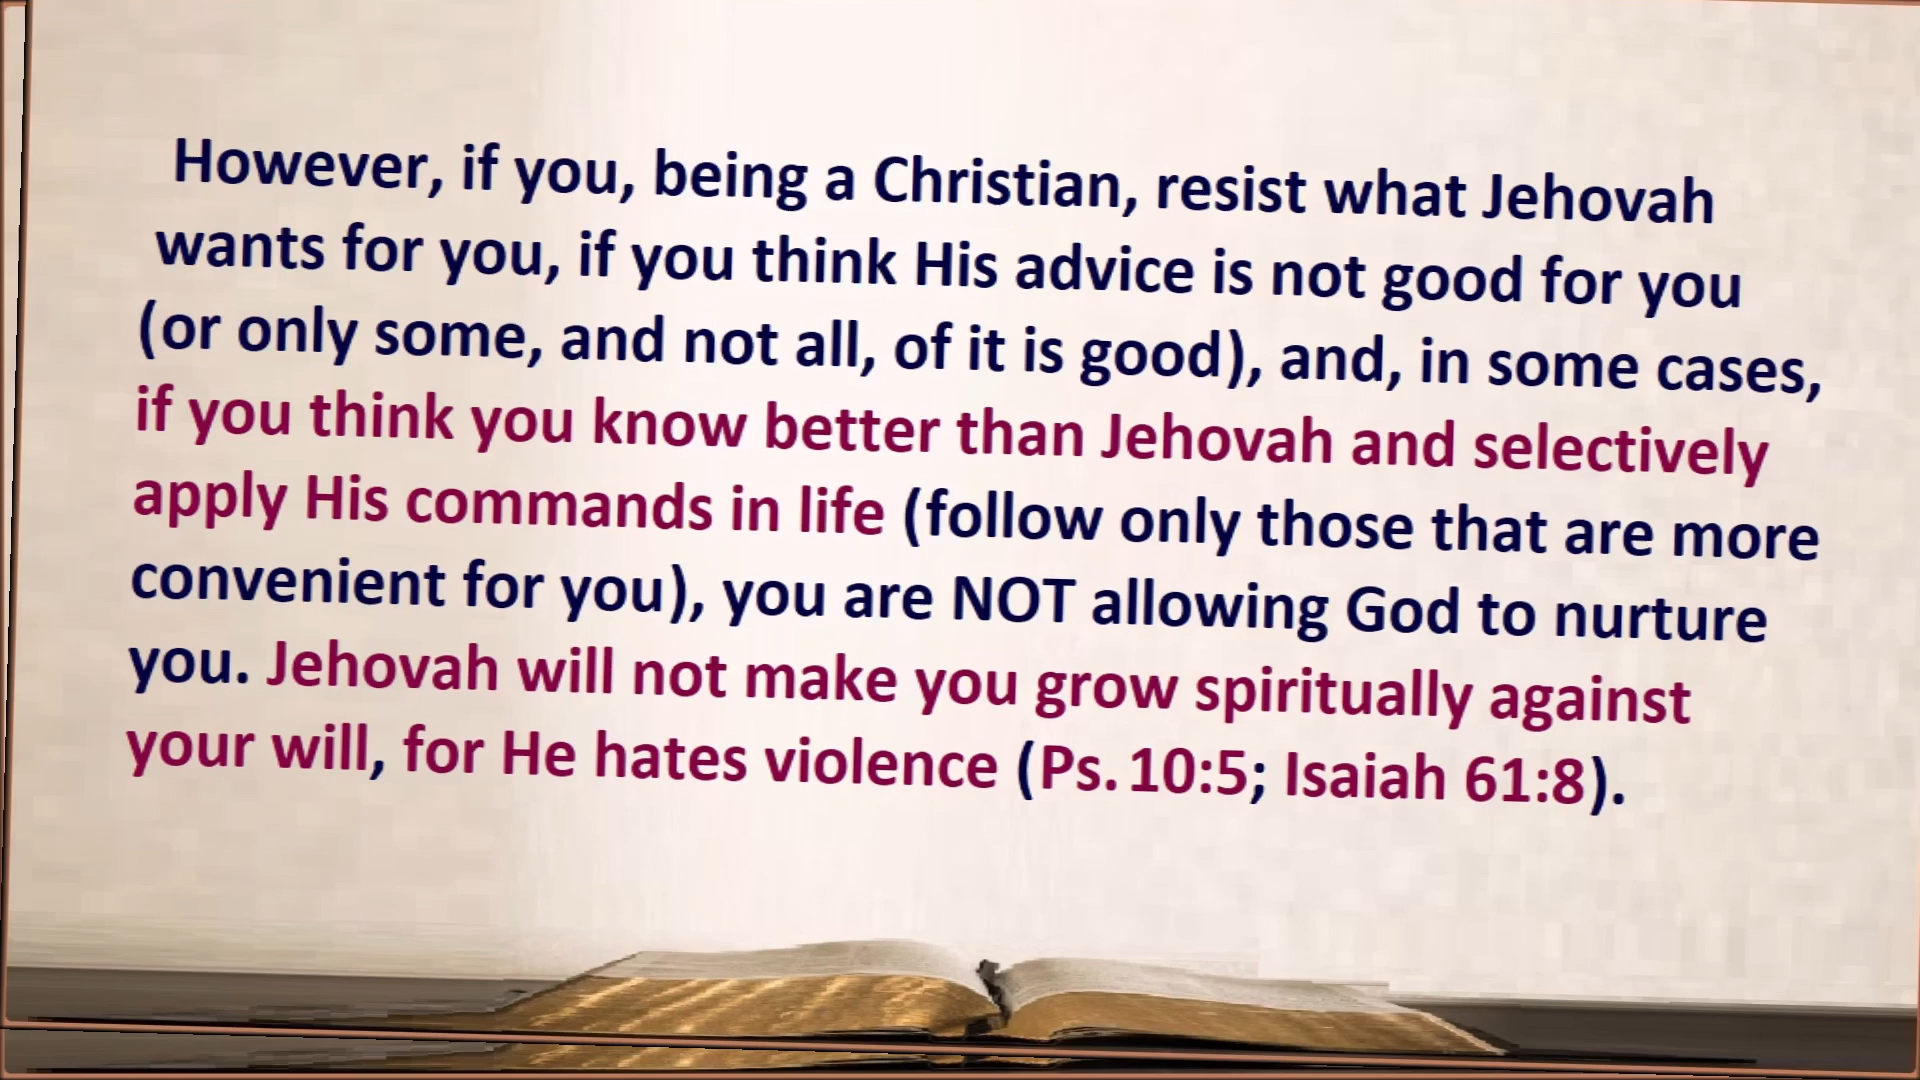 However, if you, being a Christian, resist what Jehovah
wants for you, if you think His advice is not good for you
(or only some, and not all, of it is good), and, in some cases,
if you think you know better than Jehovah and selectively
apply His commands in life (follow only those that are more
convenient for you), you are NOT allowing God to nurture
you. Jehovah will not make you grow spiritually against
your will, for He hates violence (Ps. 10:5; Isaiah 61:8).